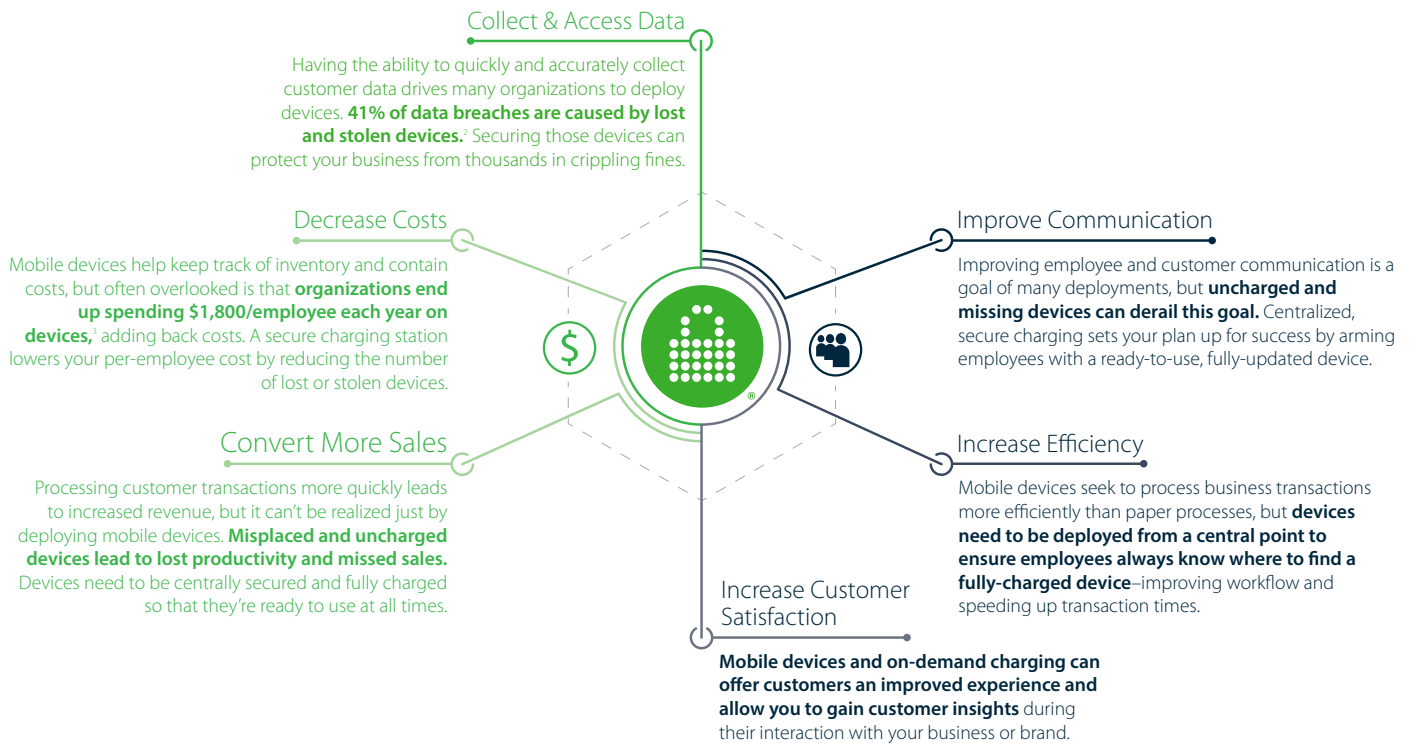 Collect & Access Data
Having the ability to quickly and accurately collect
customer data drives many organizations to deploy
devices. 41% of data breaches are caused by lost
and stolen devices.² Securing those devices can
protect your business from thousands in crippling fines.
Decrease Costs
Mobile devices help keep track of inventory and contain
costs, but often overlooked is that organizations end
up spending $1,800/employee each year on
devices,³ adding back costs. A secure charging station
lowers your per-employee cost by reducing the number
of lost or stolen devices.
Convert More Sales
Processing customer transactions more quickly leads
to increased revenue, but it can't be realized just by
deploying mobile devices. Misplaced and uncharged
devices lead to lost productivity and missed sales.
Devices need to be centrally secured and fully charged
so that they're ready to use at all times.
$
®
Improve Communication
Improving employee and customer communication is a
goal of many deployments, but uncharged and
missing devices can derail this goal. Centralized,
secure charging sets your plan up for success by arming
employees with a ready-to-use, fully-updated device.
Increase Efficiency
Mobile devices seek to process business transactions
more efficiently than paper processes, but devices
need to be deployed from a central point to
ensure employees always know where to find a
fully-charged device–improving workflow and
speeding up transaction times.
Increase Customer
Satisfaction
Mobile devices and on-demand charging can
offer customers an improved experience and
allow you to gain customer insights during
their interaction with your business or brand.